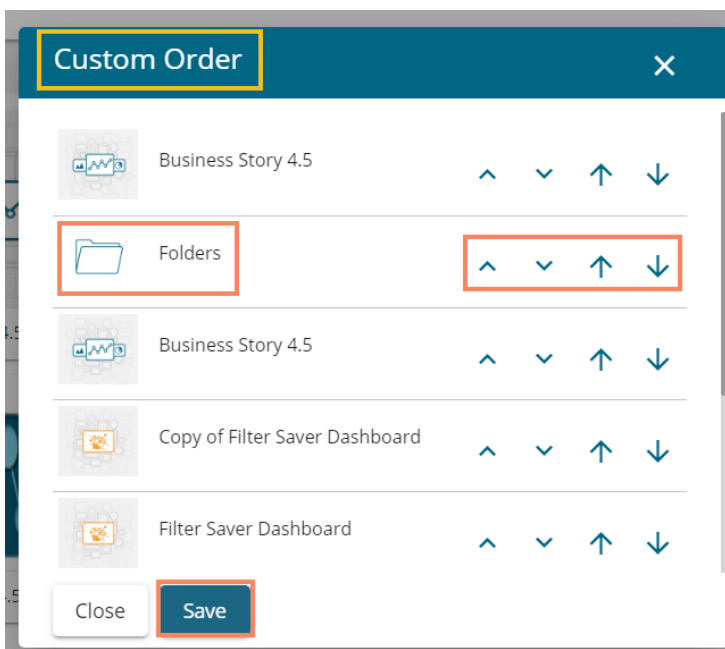 Custom Order
Business Story 4.5
Folders
Business Story 4.5
Copy of Filter Saver Dashboard
Filter Saver Dashboard
Close
Save